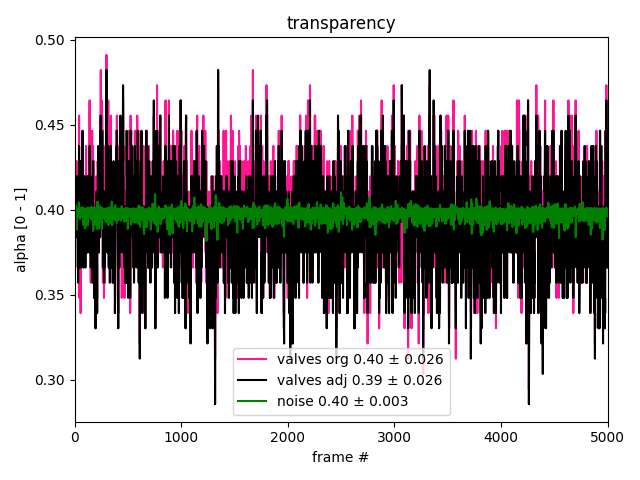 transparency
alpha [0 - 1]
0.50
0.45
0.40
0.35
0.30
valves org 0.40 ± 0.026
valves adj 0.39 ± 0.026
noise 0.40 ± 0.003
0 1000 2000 3000 4000 5000
frame #